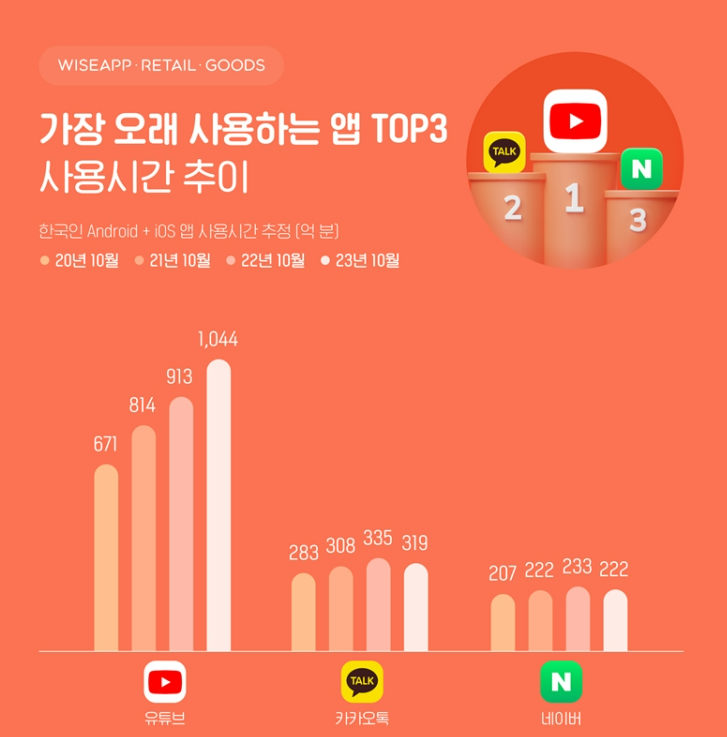 WISEAPP·RETAIL·GOODS
가장 오래 사용하는 앱 TOP3
사용시간 추이
한국인 Android + iOS 앱 사용시간 추정 (억 분)
20년 10월 21년 10월 22년 10월 23년 10월
TALK
N
2 1 3
1,044
913
814
671
335
308 319
283
233
207 222 222
TALK N
유튜브 카카오톡 네이버